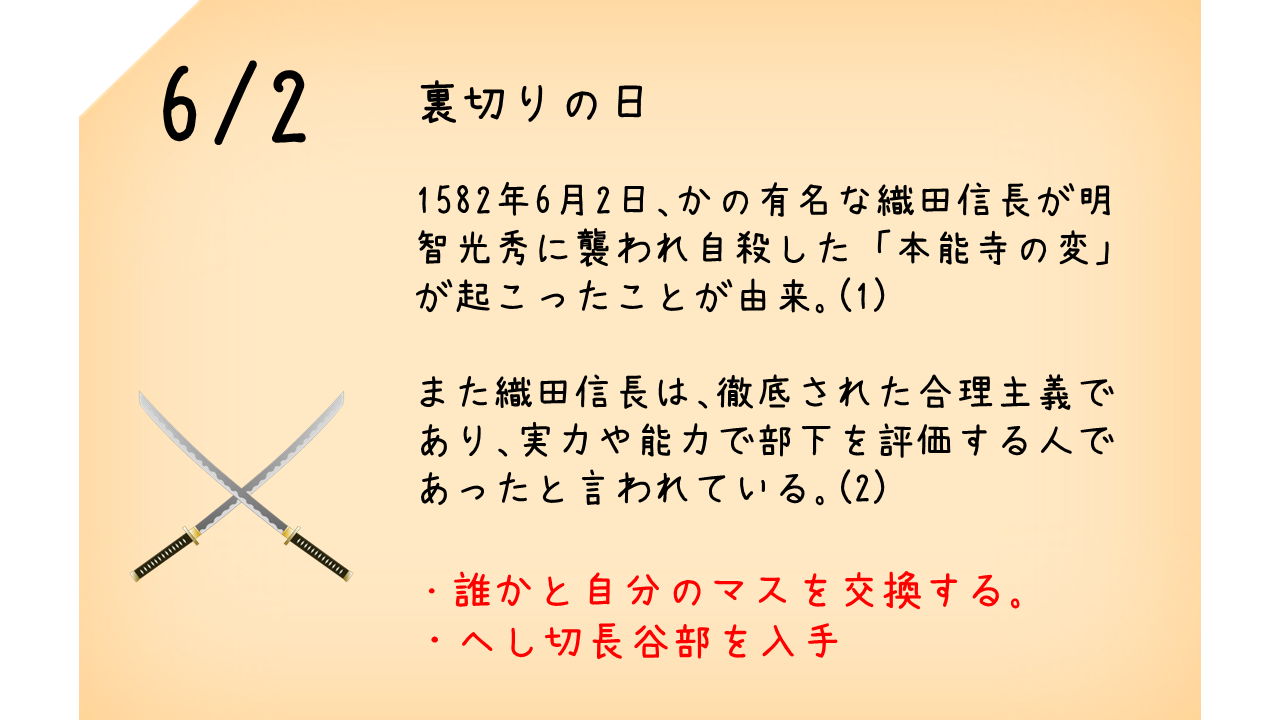 6/2
裏切りの日
1582年6月2日、かの有名な織田信長が明
智光秀に襲われ自殺した「本能寺の変」
が起こったことが由来。(1)
また織田信長は、徹底された合理主義で
あり、実力や能力で部下を評価する人で
あったと言われている。(2)
・誰かと自分のマスを交換する。
・へし切長谷部を入手